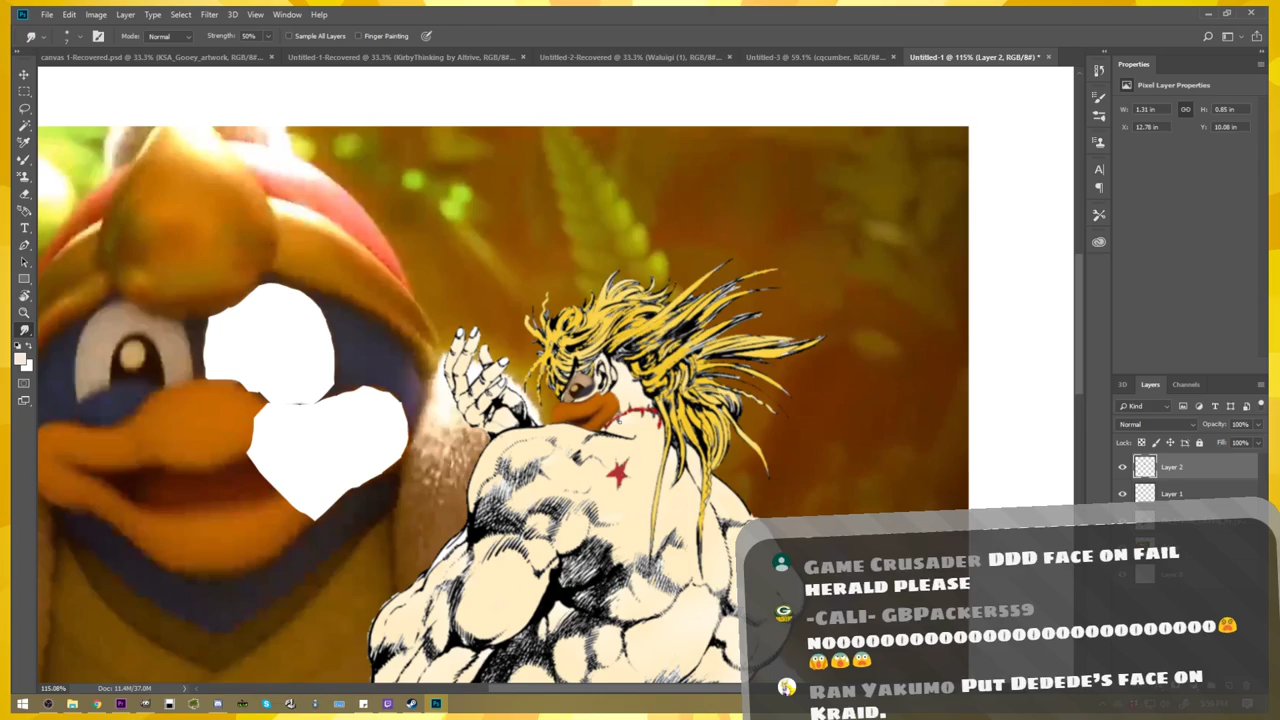 Ps File Edit Image Layer Type Select Filter 3D View Window Help
7 Mode: Normal Strength: 50% Sample All Layers Finger Painting
canvas 1-Recovered.psd @ 33.3% (KSA_Gooey_artwork, RGB/8#... × Untitled-1-Recovered @ 33.3% (KirbyThinking by Altrive, RGB/8#... × Untitled-2-Recovered @ 33.3% (Waluigi (1), RGB/8#... × Untitled-3 @ 59.1% (cqcumber, RGB/8#... × Untitled-1 @ 115% (Layer 2, RGB/8#) * ×
Properties
Pixel Layer Properties
W: 1.31 in H: 0.85 in
X: 12.78 in Y: 10.08 in
3D Layers Channels
Kind
Normal Opacity: 100%
Lock: Fill: 100%
Layer 2
Layer 1
Game Crusader DDD face on fail
herald please
-CALI- GBPacker559
Nooooooooooooooooooooooooooooo😵
😱😨😨
Ran Yakumo Put Dedede's face on
Kraid.
115.08% Doc: 11.4M/37.0M